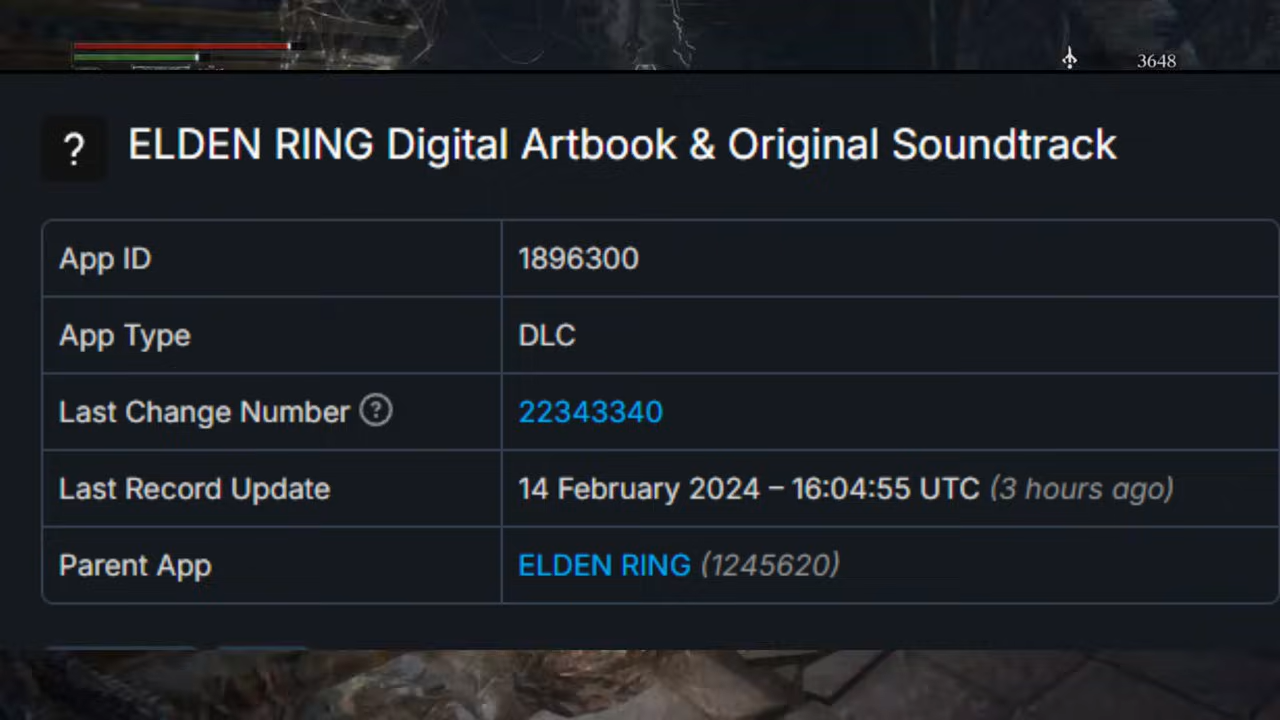 3648
? ELDEN RING Digital Artbook & Original Soundtrack
App ID 1896300
App Type DLC
Last Change Number ? 22343340
Last Record Update 14 February 2024 – 16:04:55 UTC (3 hours ago)
Parent App ELDEN RING (1245620)